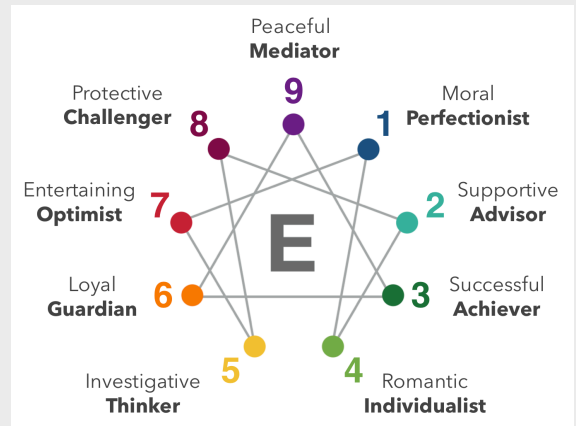 Peaceful
Mediator
9
Protective
Challenger
8
1
Moral
Perfectionist
Entertaining
Optimist
7
2
Supportive
Advisor
E
Loyal
Guardian
6
3
Successful
Achiever
5
Investigative
Thinker
4
Romantic
Individualist